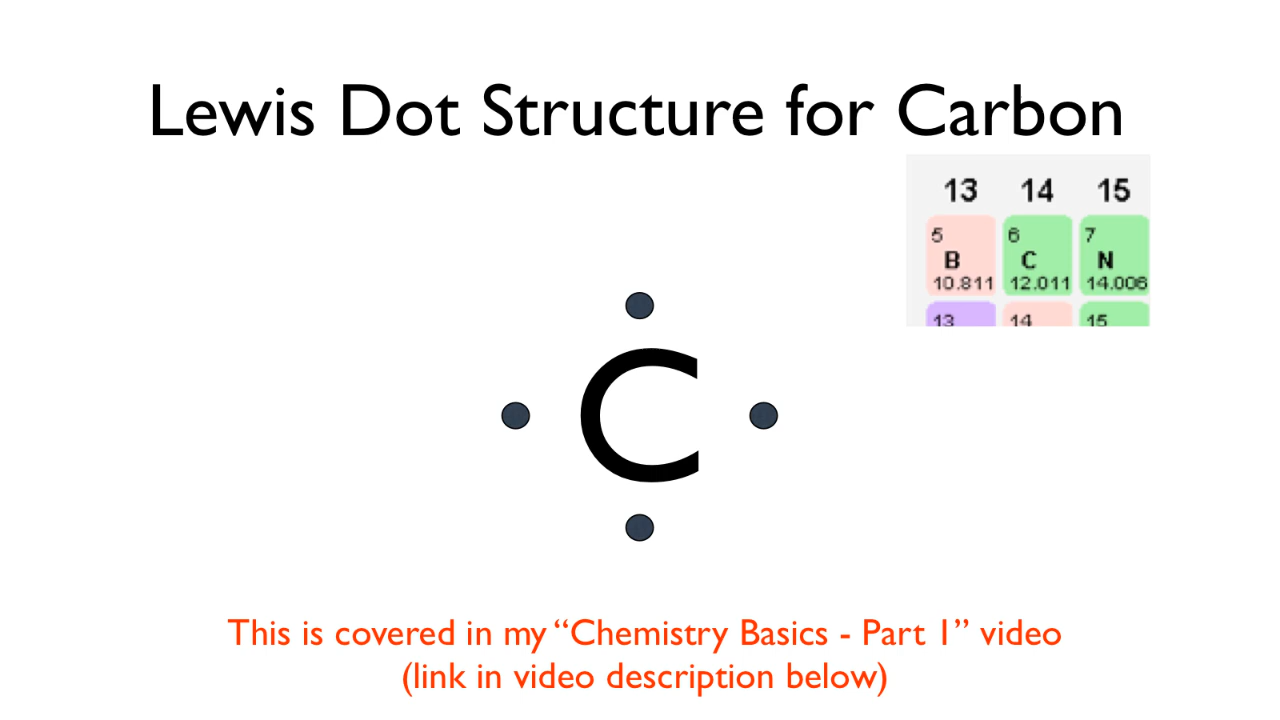 Lewis Dot Structure for Carbon
13 14 15
5 6 7
B C N
10.811 12.011 14.006
13 14 15
C
This is covered in my “Chemistry Basics - Part 1” video
(link in video description below)